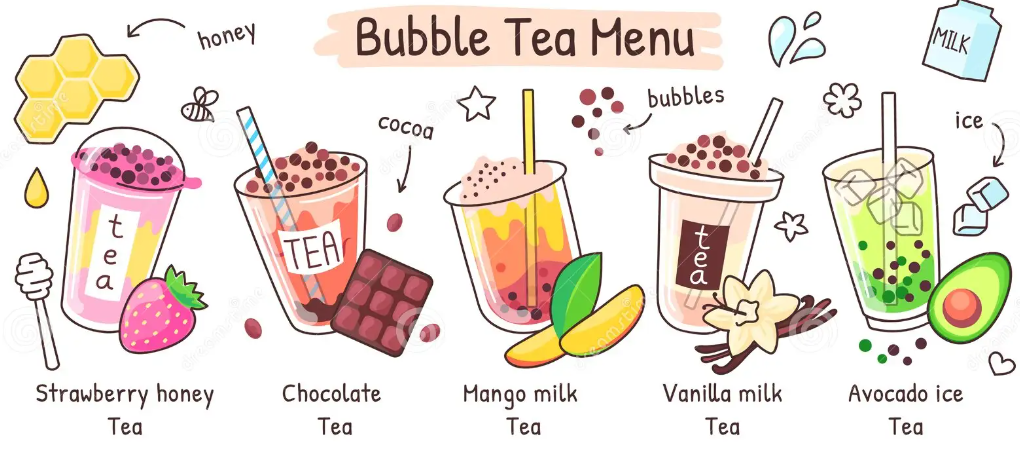 Bubble Tea Menu
honey
MILK
bubbles
cocoa
ice
tea
TEA
tea
Strawberry honey
Tea
Chocolate
Tea
Mango milk
Tea
Vanilla milk
Tea
Avocado ice
Tea